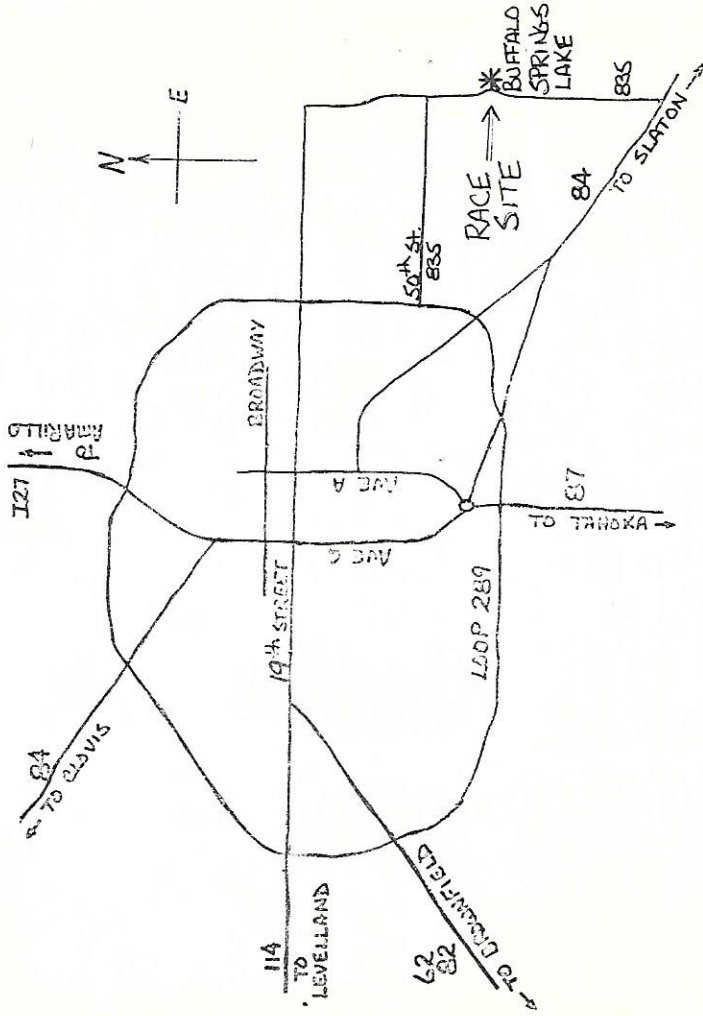 N
E
I27
AMARILLO
BUFFALO
SPRINGS
LAKE
RACE
SITE
50th St.
835
835
84
TO SLATON →
BROADWAY
AVE A
AVE Q
19th STREET
LOOP 289
87
TO TAHOKA →
84
← TO CLOVIS
114
TO
LEVELLAND
62
82
← TO BROWNFIELD